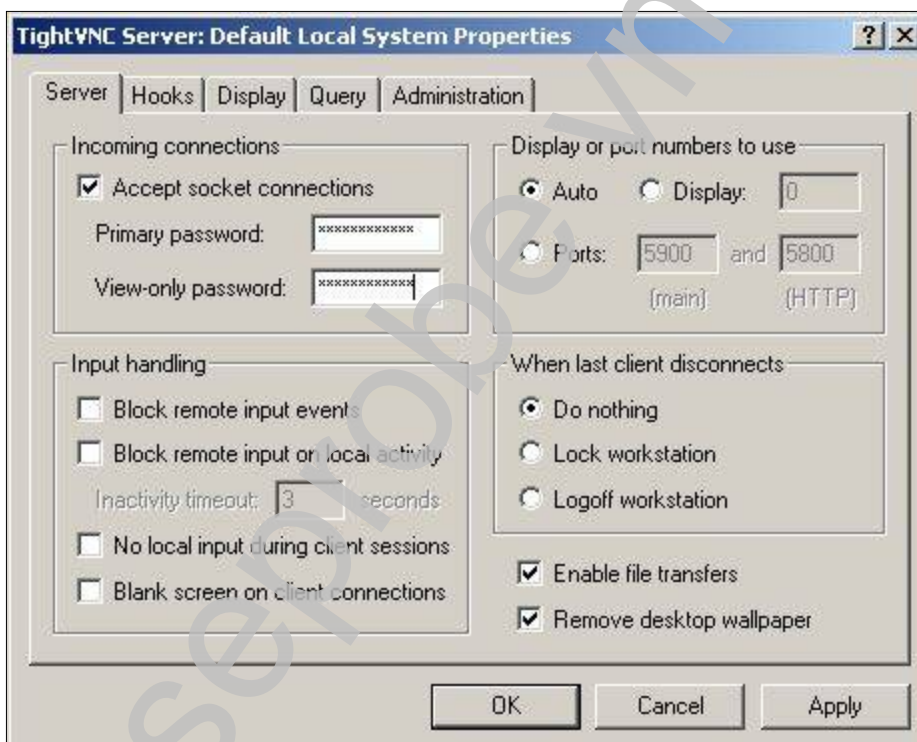 TightVNC Server: Default Local System Properties
Server Hooks Display Query Administration
Incoming connections
Accept socket connections
Primary password: ************
View-only password: ************
Display or port numbers to use
Auto Display: 0
Ports: 5900 and 5800
(main) (HTTP)
Input handling
Block remote input events
Block remote input on local activity
Inactivity timeout: 3 seconds
No local input during client sessions
Blank screen on client connections
When last client disconnects
Do nothing
Lock workstation
Logoff workstation
Enable file transfers
Remove desktop wallpaper
OK Cancel Apply
seprobe vn